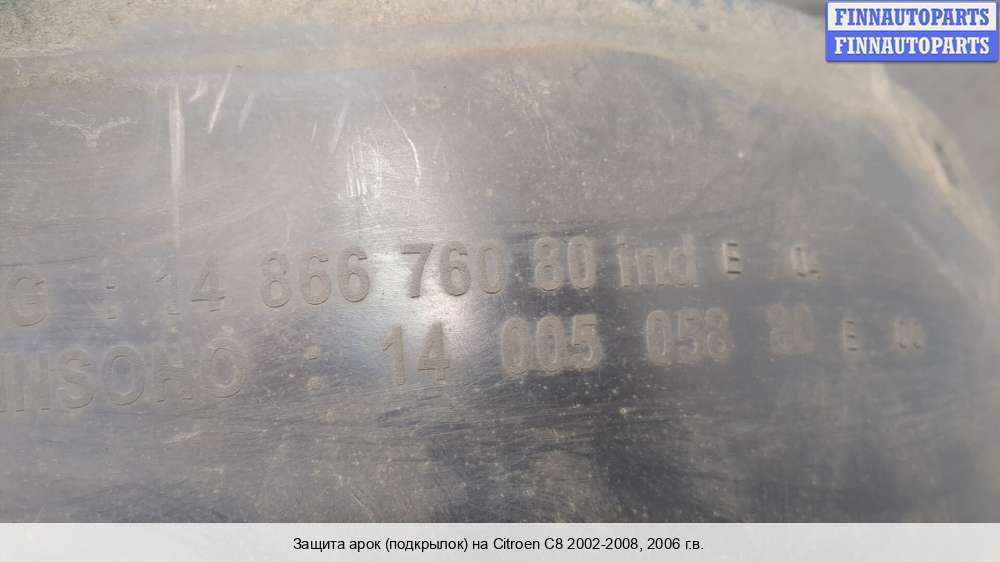 FINNAUTOPARTS
FINNAUTOPARTS
G : 14 866 760 80 ind E
INSONO : 14 005 058 80 E
Защита арок (подкрылок) на Citroen C8 2002-2008, 2006 г.в.